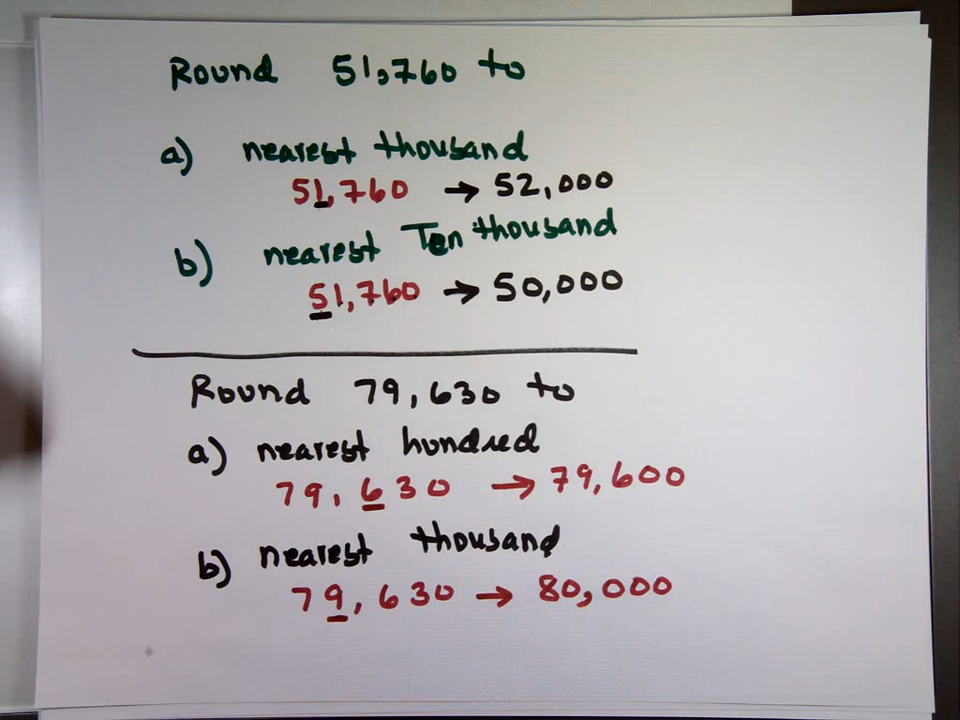 Round 51,760 to
a) nearest thousand
51,760 → 52,000
b) nearest Ten thousand
51,760 → 50,000
Round 79,630 to
a) nearest hundred
79,630 → 79,600
b) nearest thousand
79,630 → 80,000